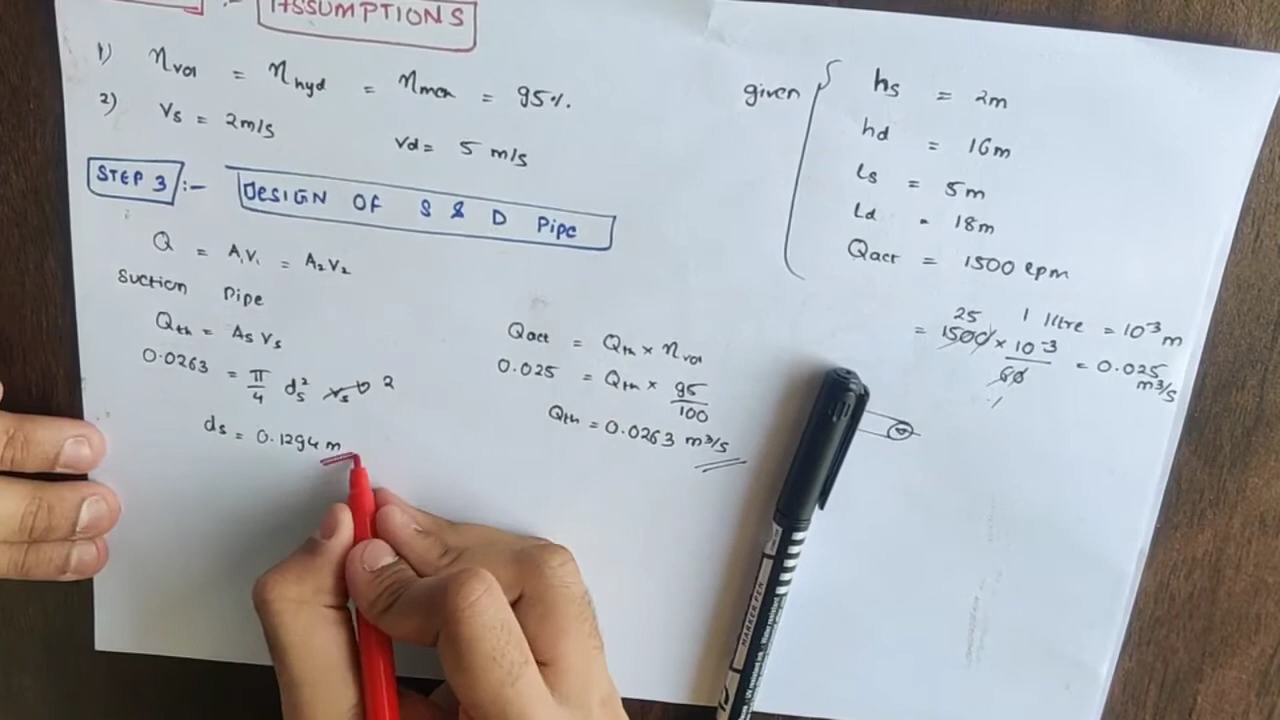 :- ASSUMPTIONS
1) ηvol = ηhyd = ηmech = 95%.
2) Vs = 2m/s Vd = 5 m/s
STEP 3 :- DESIGN OF S & D Pipe
Q = A1V1 = A2V2
Suction Pipe
Qth = As Vs
0.0263 = π/4 ds² 2
ds = 0.1294 m
Qact = Qth × ηvol
0.025 = Qth × 95/100
Qth = 0.0263 m³/s
given
hs = 2m
hd = 16m
Ls = 5m
Ld = 18m
Qact = 1500 lpm
1 litre = 10⁻³ m
25
= 1500 × 10⁻³/60 = 0.025 m³/s
MARKER PEN